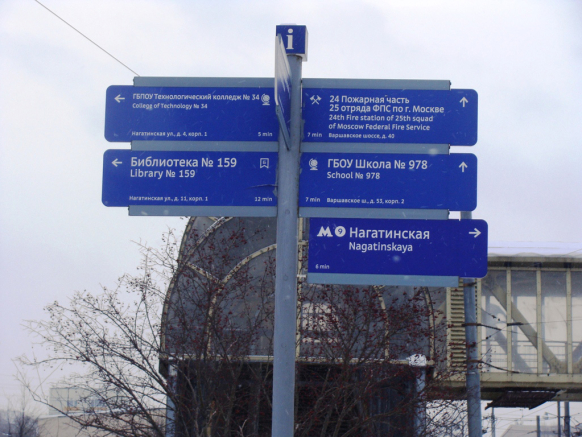 i
ГБПОУ Технологический колледж № 34
College of Technology № 34
Нагатинская ул., д. 4, корп. 1
5 min
Библиотека № 159
Library № 159
Нагатинская ул., д. 11, корп. 1
12 min
24 Пожарная часть
25 отряда ФПС по г. Москве
24th Fire station of 25th squad
of Moscow Federal Fire Service
7 min
Варшавское шоссе, д. 40
ГБОУ Школа № 978
School № 978
7 min
Варшавское ш., д. 53, корп. 2
М 9 Нагатинская
Nagatinskaya
6 min